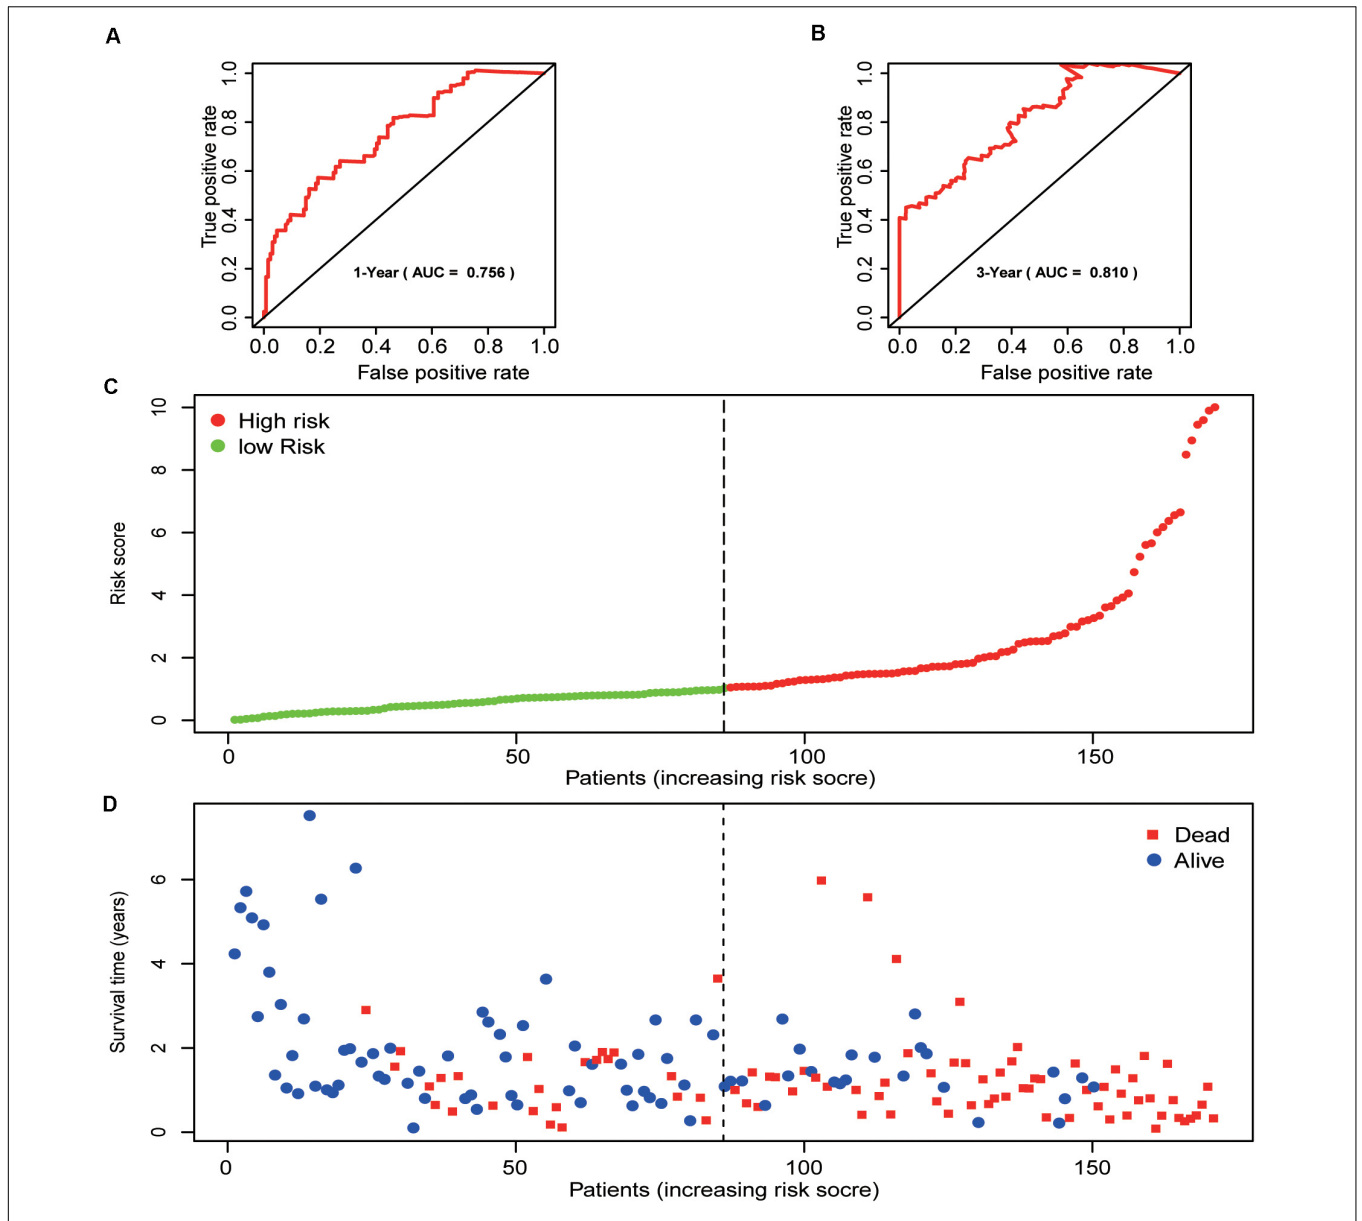 A
B
True positive rate
0.0 0.2 0.4 0.6 0.8 1.0
1-Year ( AUC = 0.756 )
0.0 0.2 0.4 0.6 0.8 1.0
False positive rate
True positive rate
0.0 0.2 0.4 0.6 0.8 1.0
3-Year ( AUC = 0.810 )
0.0 0.2 0.4 0.6 0.8 1.0
False positive rate
C
High risk
low Risk
Risk score
10
8
6
4
2
0
0 50 100 150
Patients (increasing risk socre)
D
Dead
Alive
Survival time (years)
6
4
2
0
0 50 100 150
Patients (increasing risk socre)